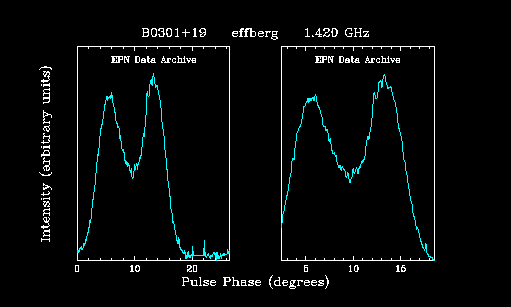 B0301+19 effberg 1.420 GHz
EPN Data Archive EPN Data Archive
Intensity (arbitrary units)
0 10 20 5 10 15
Pulse Phase (degrees)